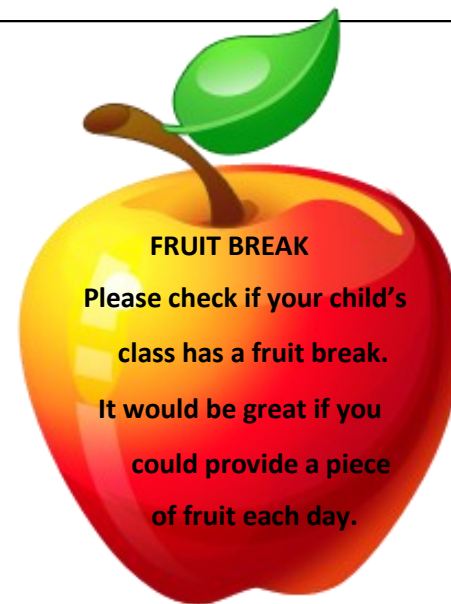 FRUIT BREAK
Please check if your child’s
class has a fruit break.
It would be great if you
could provide a piece
of fruit each day.